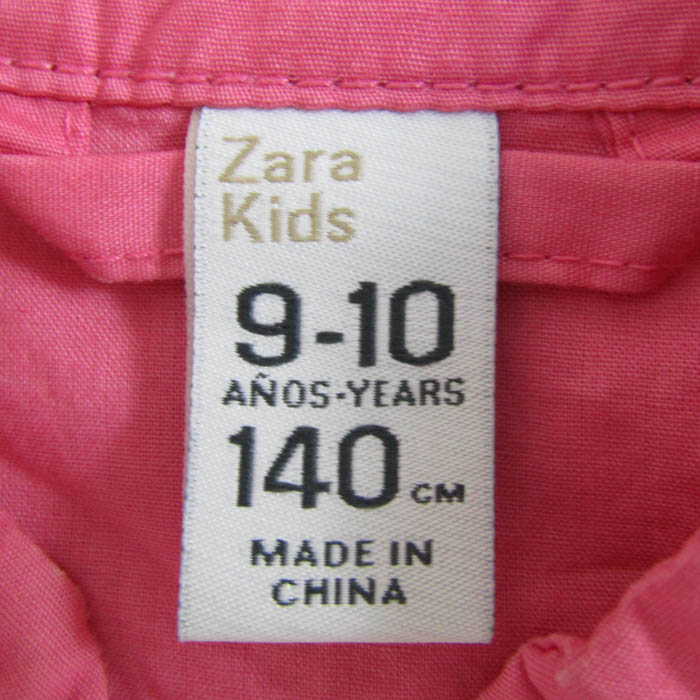 Zara
Kids
9-10
AÑOS-YEARS
140 CM
MADE IN
CHINA